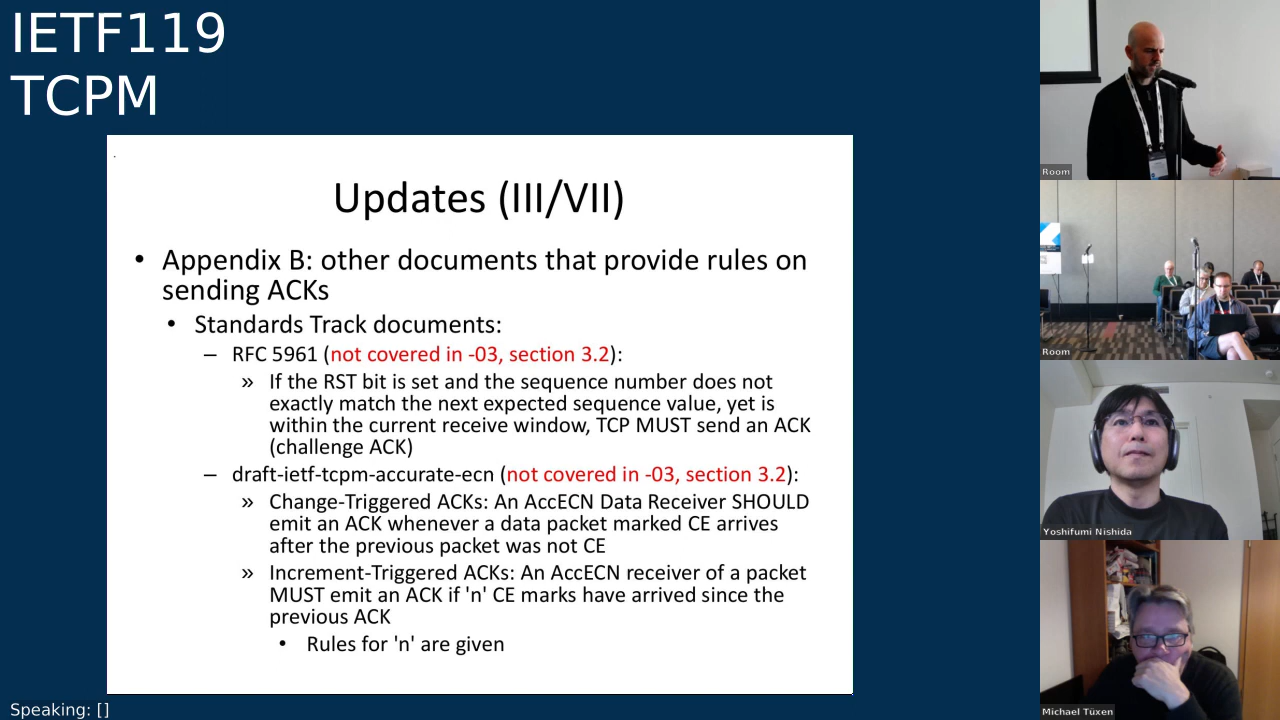 IETF119
TCPM
Updates (III/VII)
• Appendix B: other documents that provide rules on
sending ACKs
• Standards Track documents:
– RFC 5961 (not covered in -03, section 3.2):
» If the RST bit is set and the sequence number does not
exactly match the next expected sequence value, yet is
within the current receive window, TCP MUST send an ACK
(challenge ACK)
– draft-ietf-tcpm-accurate-ecn (not covered in -03, section 3.2):
» Change-Triggered ACKs: An AccECN Data Receiver SHOULD
emit an ACK whenever a data packet marked CE arrives
after the previous packet was not CE
» Increment-Triggered ACKs: An AccECN receiver of a packet
MUST emit an ACK if 'n' CE marks have arrived since the
previous ACK
• Rules for 'n' are given
Speaking: []
Room
Room
Yoshifumi Nishida
Michael Tüxen